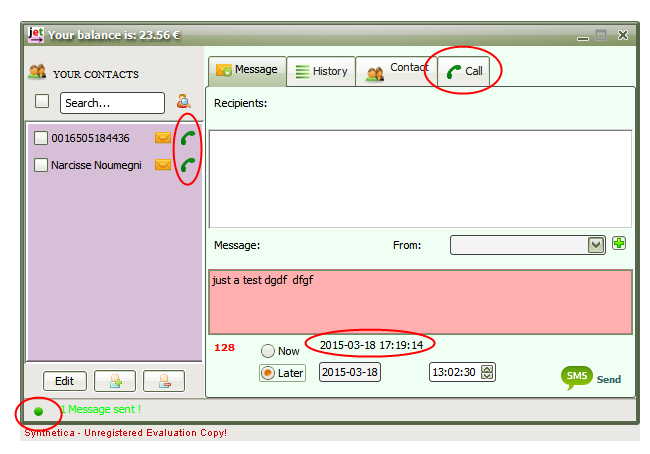 jet Your balance is: 23.56 €
YOUR CONTACTS
Search...
0016505184436
Narcisse Noumegni
Edit
Message History Contact Call
Recipients:
Message: From:
just a test dgdf dfgf
128 Now 2015-03-18 17:19:14
Later 2015-03-18 13:02:30
SMS Send
1 Message sent !
Synthetica - Unregistered Evaluation Copy!